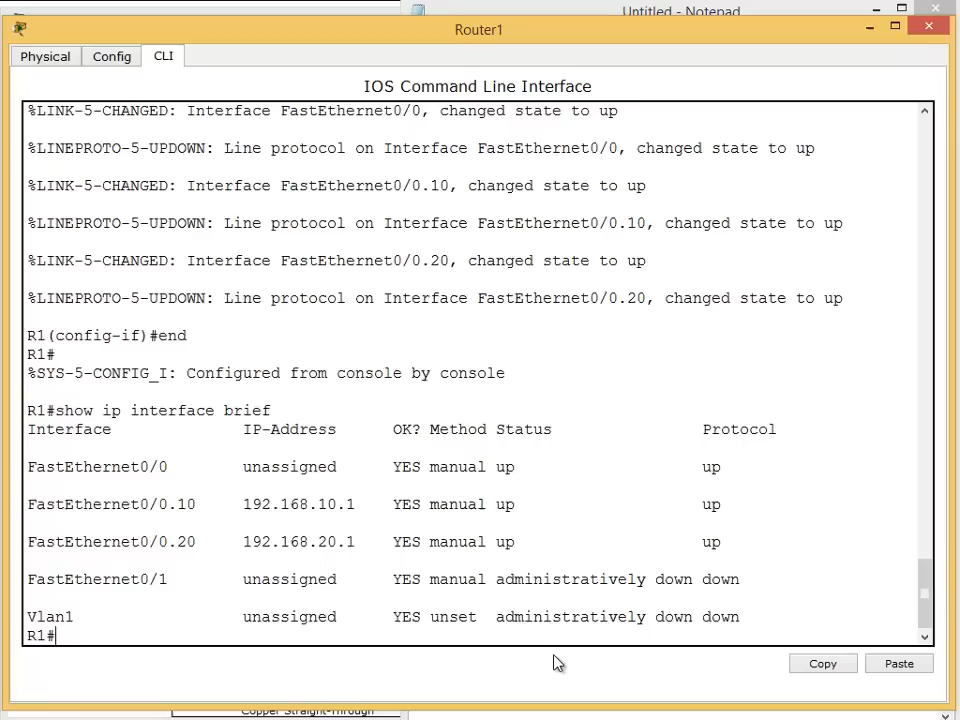 Untitled - Notepad
Router1
Physical Config CLI
IOS Command Line Interface
%LINK-5-CHANGED: Interface FastEthernet0/0, changed state to up
%LINEPROTO-5-UPDOWN: Line protocol on Interface FastEthernet0/0, changed state to up
%LINK-5-CHANGED: Interface FastEthernet0/0.10, changed state to up
%LINEPROTO-5-UPDOWN: Line protocol on Interface FastEthernet0/0.10, changed state to up
%LINK-5-CHANGED: Interface FastEthernet0/0.20, changed state to up
%LINEPROTO-5-UPDOWN: Line protocol on Interface FastEthernet0/0.20, changed state to up
R1(config-if)#end
R1#
%SYS-5-CONFIG_I: Configured from console by console
R1#show ip interface brief
Interface IP-Address OK? Method Status Protocol
FastEthernet0/0 unassigned YES manual up up
FastEthernet0/0.10 192.168.10.1 YES manual up up
FastEthernet0/0.20 192.168.20.1 YES manual up up
FastEthernet0/1 unassigned YES manual administratively down down
Vlan1 unassigned YES unset administratively down down
R1#
Copy Paste
Copper Straight-Through